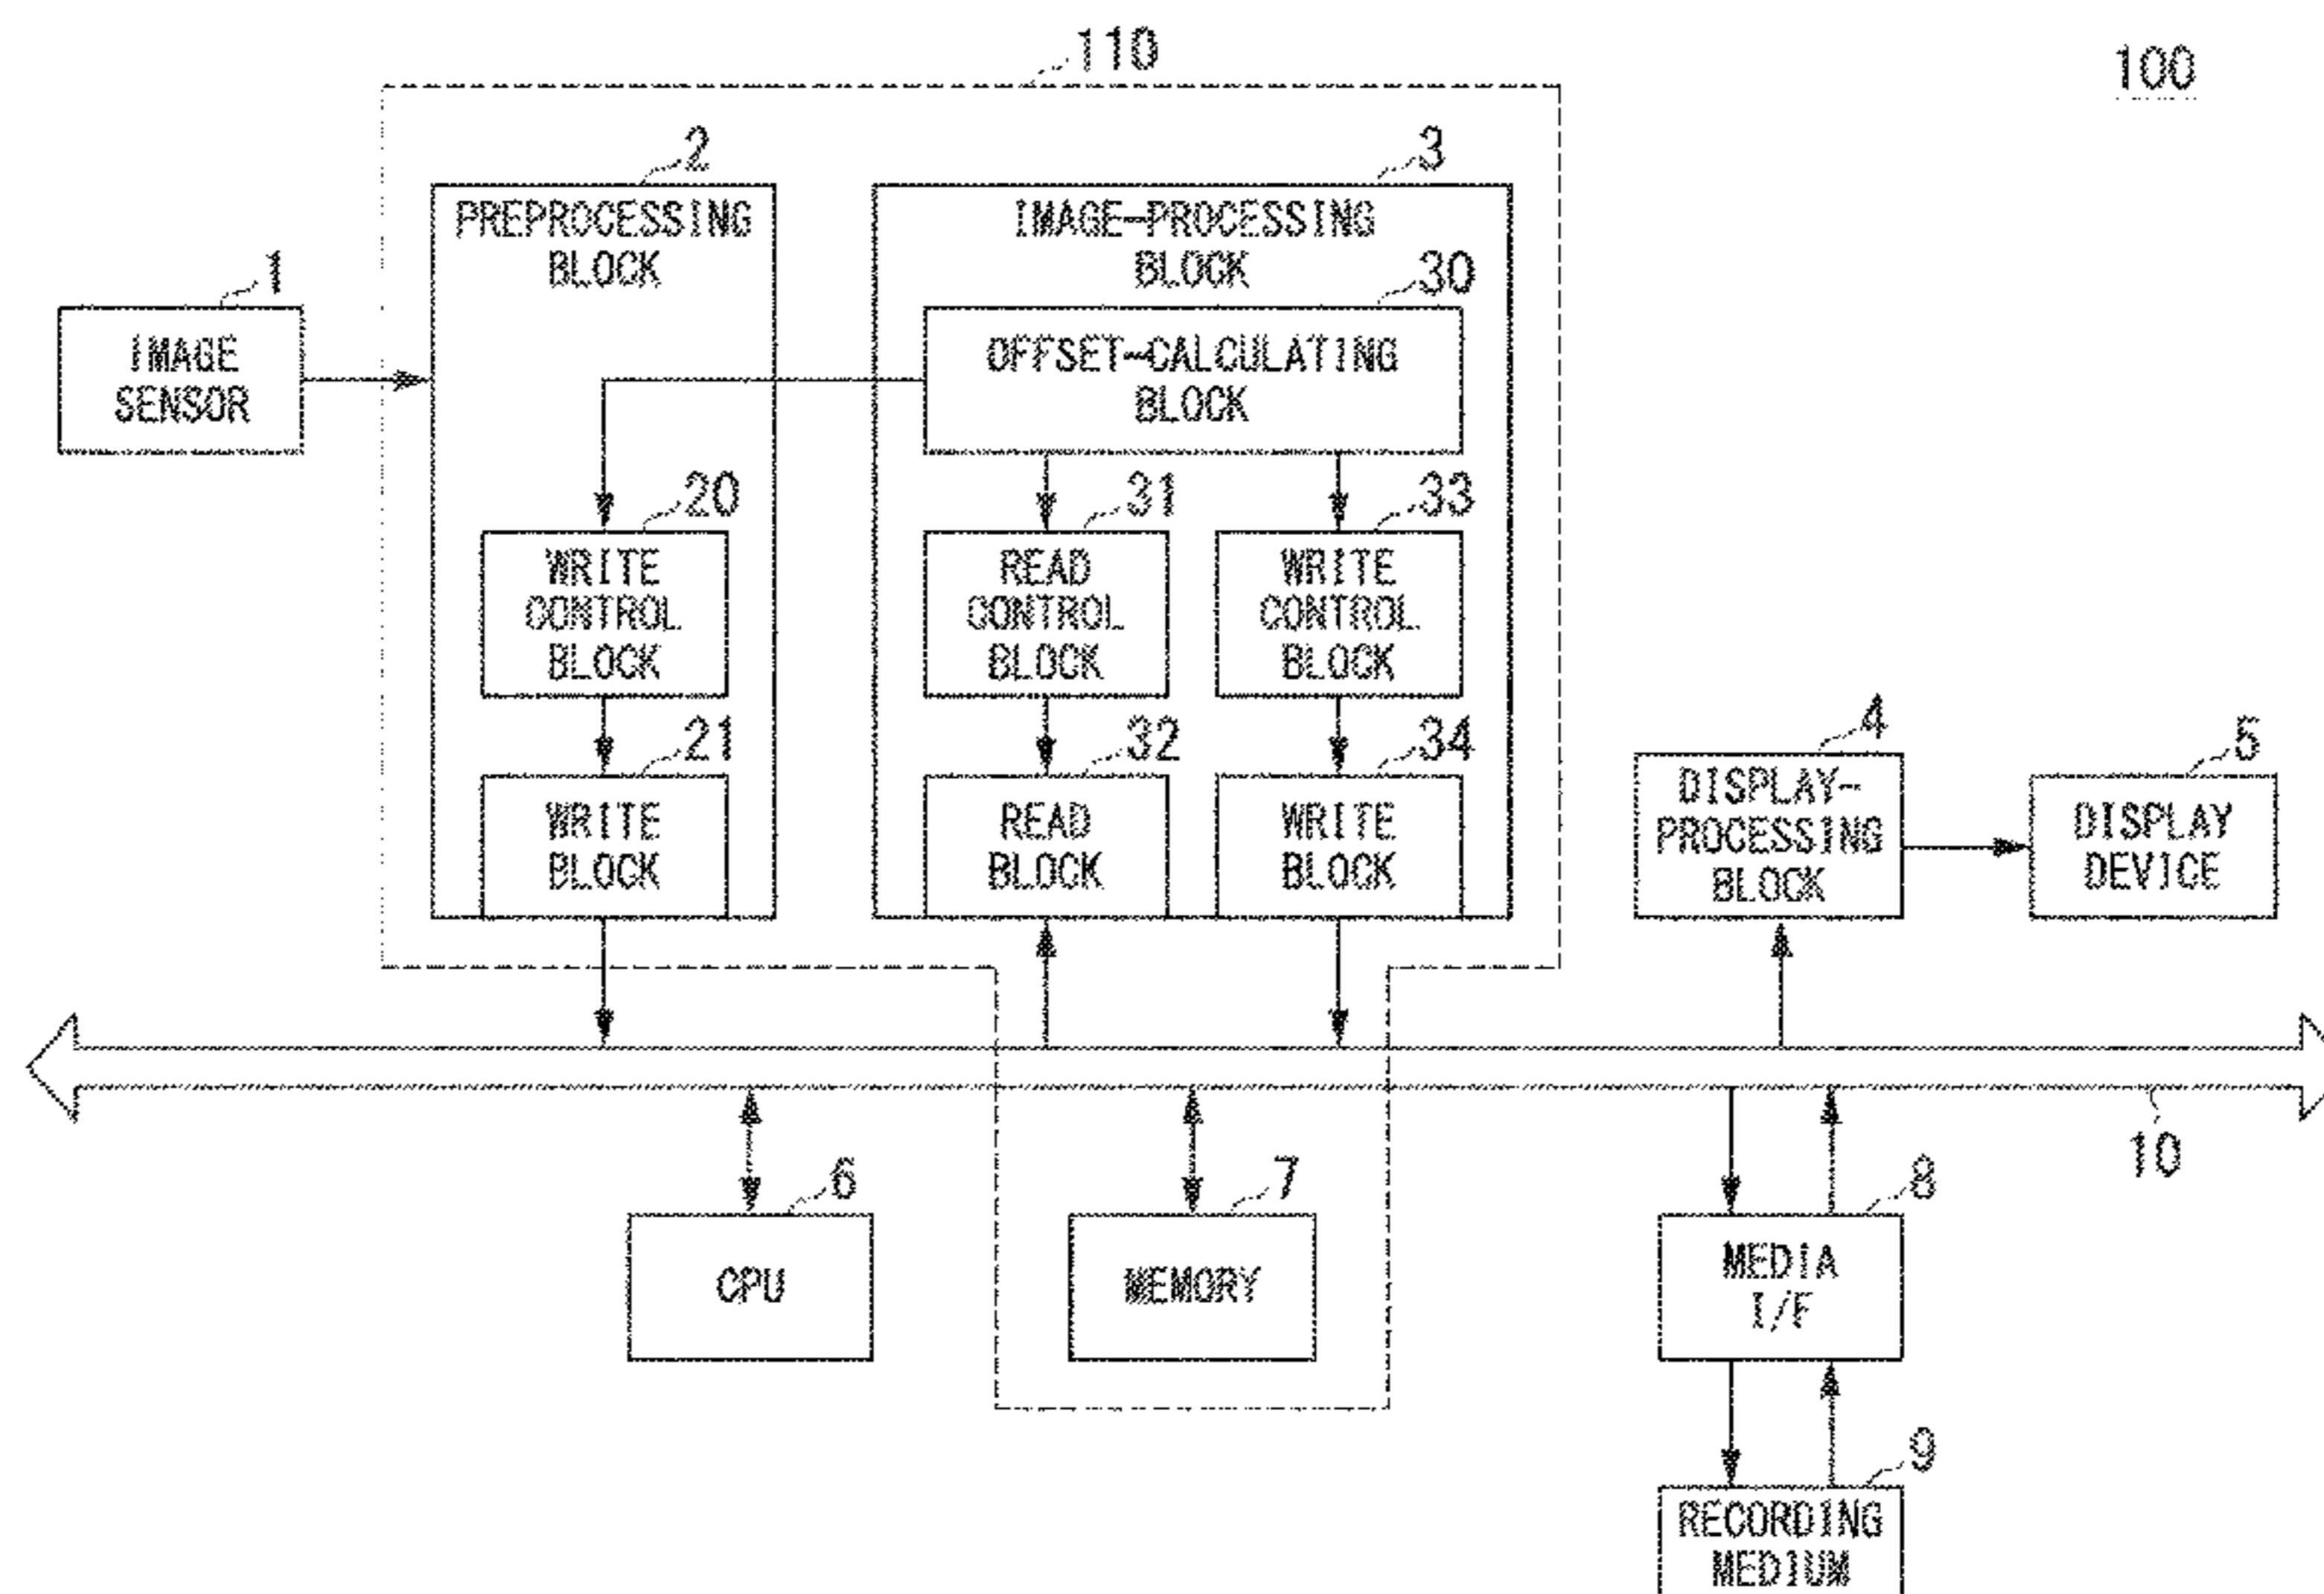 110
100
2
3
PREPROCESSING
BLOCK
IMAGE-PROCESSING
BLOCK
1
30
IMAGE
SENSOR
OFFSET-CALCULATING
BLOCK
20
31
33
WRITE
CONTROL
BLOCK
READ
CONTROL
BLOCK
WRITE
CONTROL
BLOCK
21
32
34
4
5
WRITE
BLOCK
READ
BLOCK
WRITE
BLOCK
DISPLAY-
PROCESSING
BLOCK
DISPLAY
DEVICE
10
6
7
8
CPU
MEMORY
MEDIA
I/F
9
RECORDING
MEDIUM